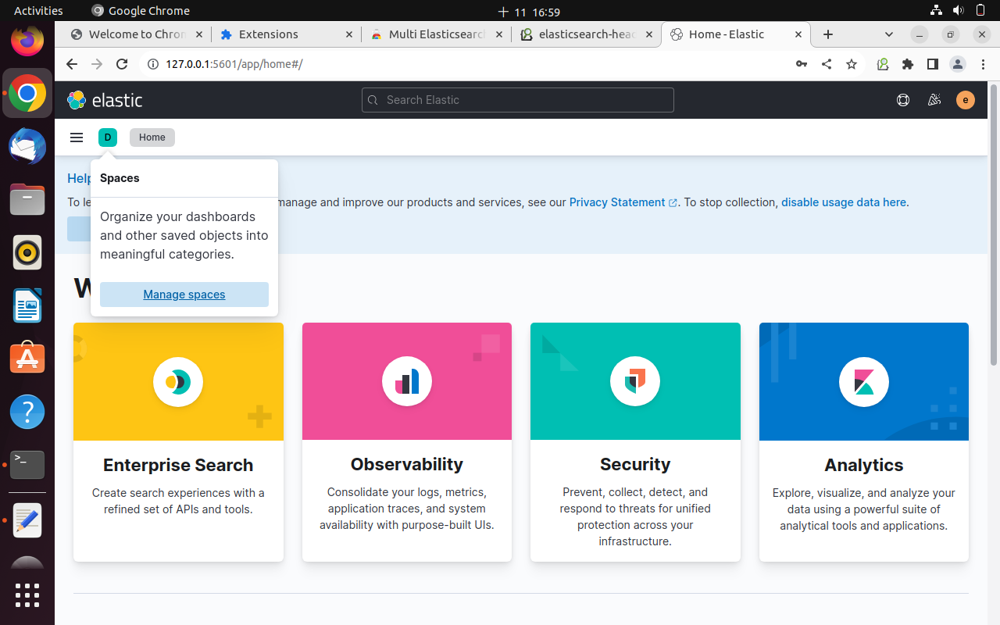 Activities
Google Chrome
11 16:59
Welcome to Chrom
Extensions
Multi Elasticsearch
elasticsearch-head
Home - Elastic
127.0.0.1:5601/app/home#/
elastic
Search Elastic
e
D
Home
Help
Spaces
To le
manage and improve our products and services, see our Privacy Statement. To stop collection, disable usage data here.
Organize your dashboards
and other saved objects into
meaningful categories.
W
Manage spaces
Enterprise Search
Create search experiences with a
refined set of APIs and tools.
Observability
Consolidate your logs, metrics,
application traces, and system
availability with purpose-built UIs.
Security
Prevent, collect, detect, and
respond to threats for unified
protection across your
infrastructure.
Analytics
Explore, visualize, and analyze your
data using a powerful suite of
analytical tools and applications.